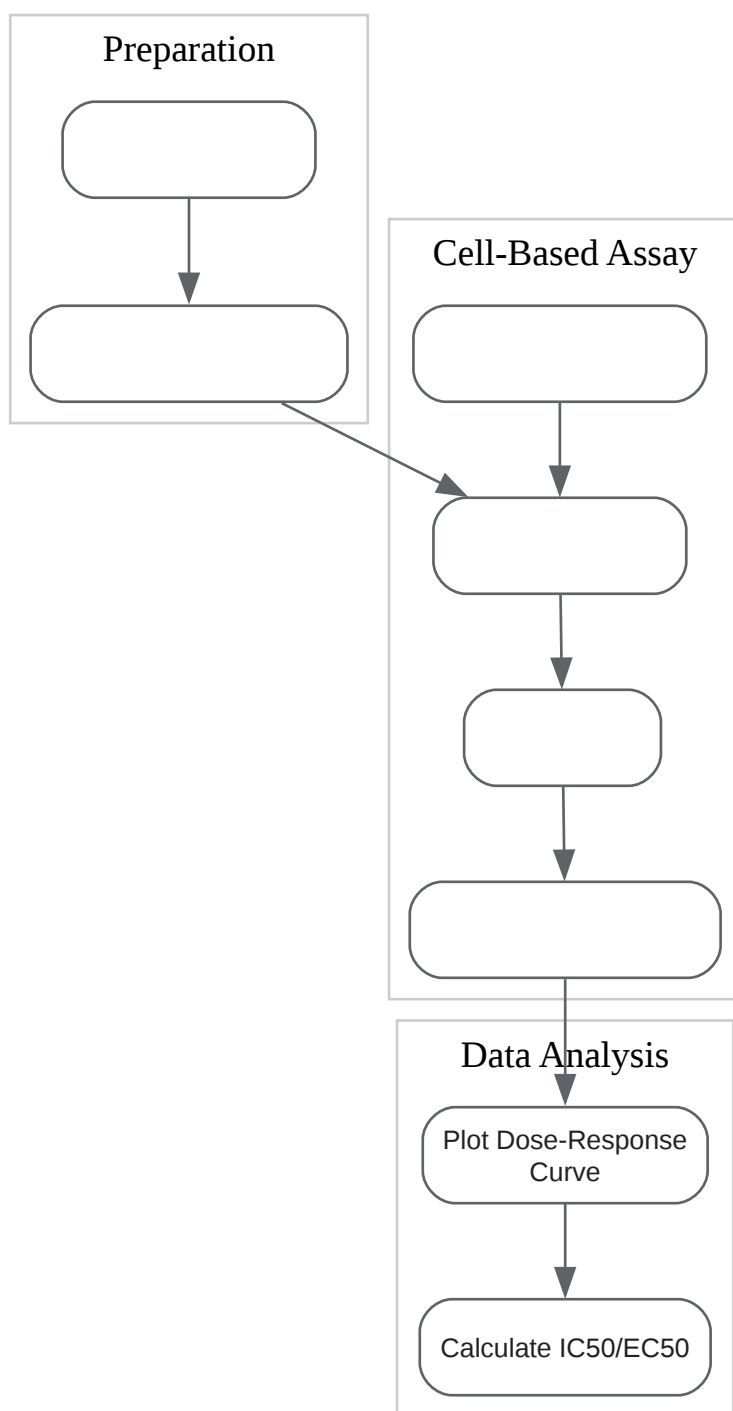 Preparation
Cell-Based Assay
Data Analysis
Plot Dose-Response
Curve
Calculate IC50/EC50